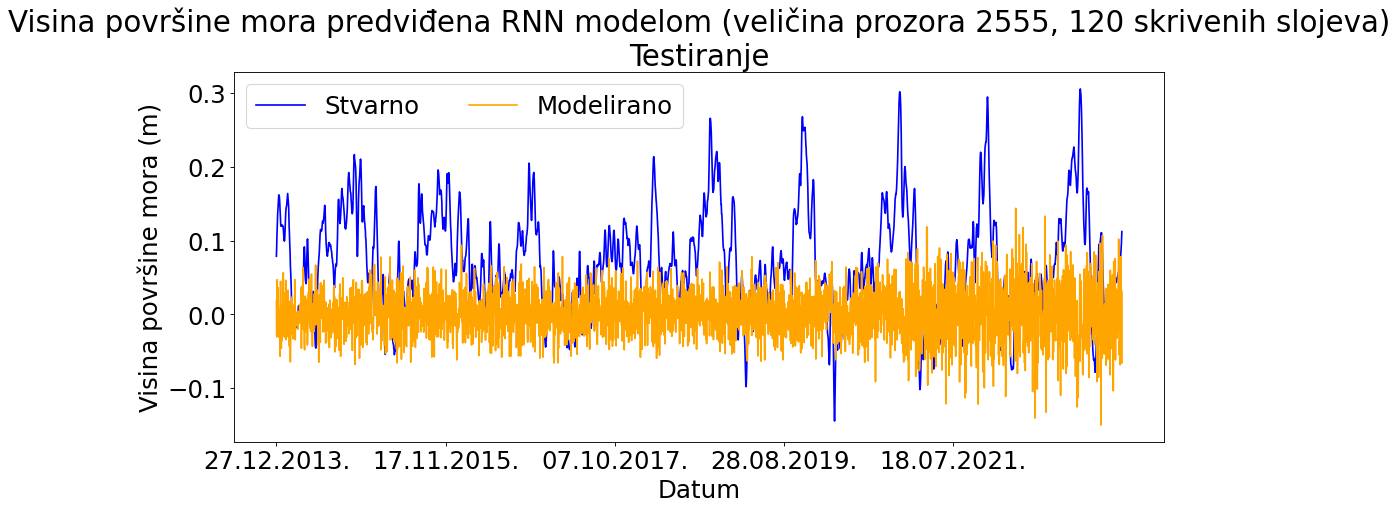 Visina površine mora predviđena RNN modelom (veličina prozora 2555, 120 skrivenih slojeva)
Testiranje
Stvarno
Modelirano
Visina površine mora (m)
0.3
0.2
0.1
0.0
−0.1
27.12.2013.
17.11.2015.
07.10.2017.
28.08.2019.
18.07.2021.
Datum